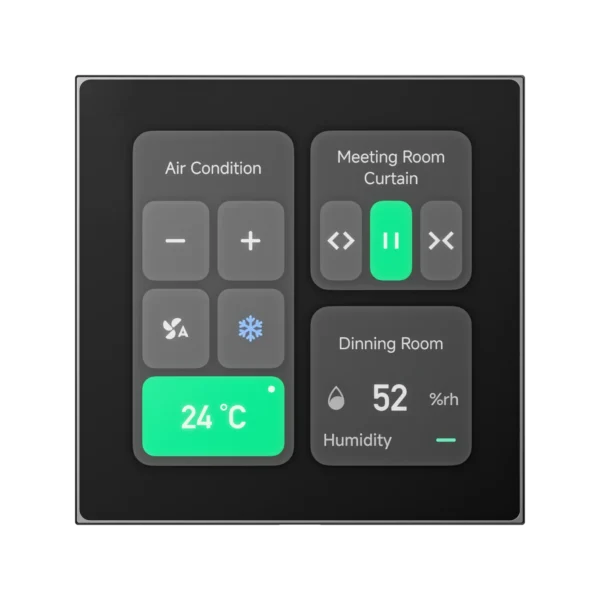 Air Condition
− +
A
24 °C
Meeting Room
Curtain
Dinning Room
52 %rh
Humidity